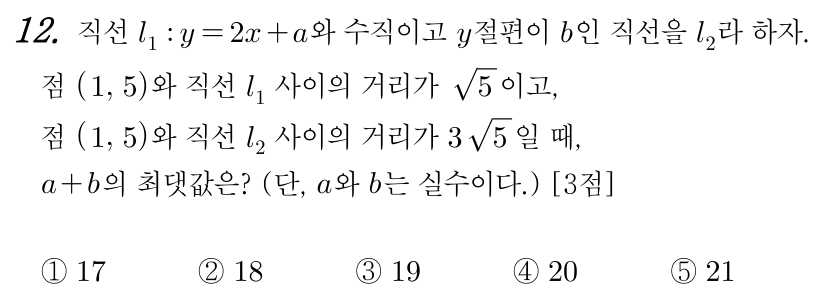 12. 직선 l₁ : y=2x+a와 수직이고 y절편이 b인 직선을 l₂라 하자.
점 (1, 5)와 직선 l₁ 사이의 거리가 √5이고,
점 (1, 5)와 직선 l₂ 사이의 거리가 3√5일 때,
a+b의 최댓값은? (단, a와 b는 실수이다.) [3점]
① 17 ② 18 ③ 19 ④ 20 ⑤ 21